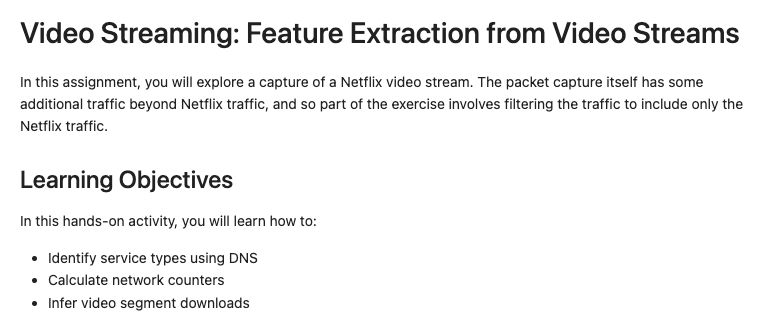 Video Streaming: Feature Extraction from Video Streams
In this assignment, you will explore a capture of a Netflix video stream. The packet capture itself has some
additional traffic beyond Netflix traffic, and so part of the exercise involves filtering the traffic to include only the
Netflix traffic.
Learning Objectives
In this hands-on activity, you will learn how to:
• Identify service types using DNS
• Calculate network counters
• Infer video segment downloads